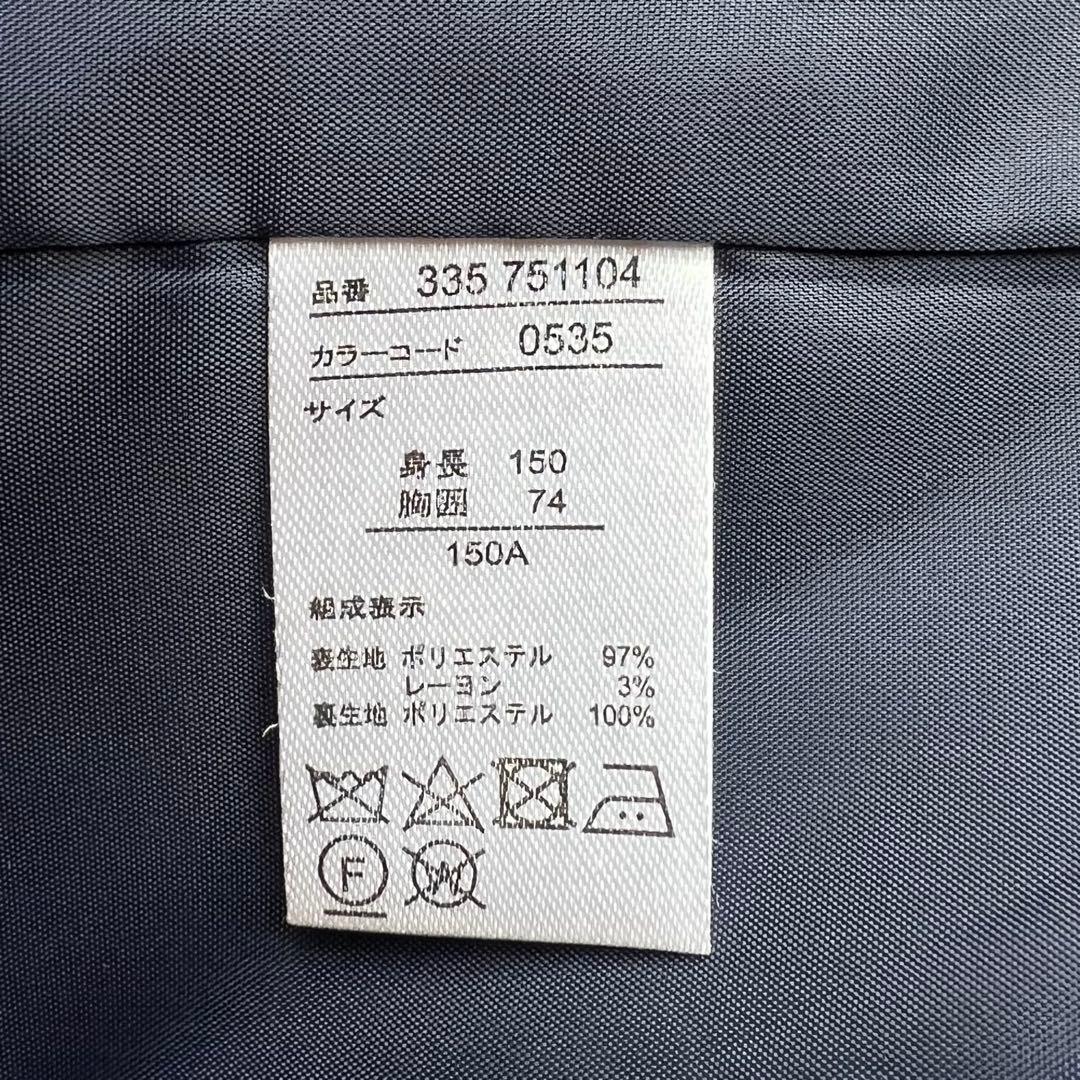 品番 335 751104
カラーコード 0535
サイズ
身長 150
胸囲 74
150A
組成表示
表生地 ポリエステル 97%
レーヨン 3%
裏生地 ポリエステル 100%
F
W